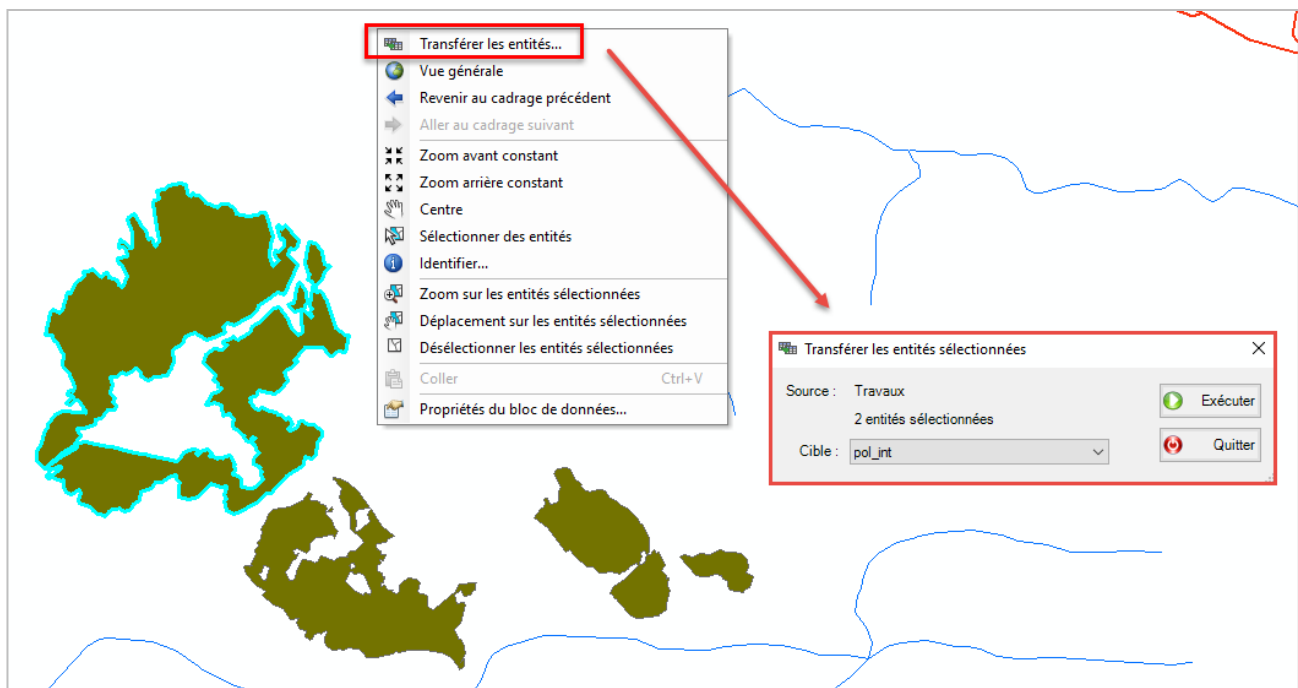 Transférer les entités...
Vue générale
Revenir au cadrage précédent
Aller au cadrage suivant
Zoom avant constant
Zoom arrière constant
Centre
Sélectionner des entités
Identifier...
Zoom sur les entités sélectionnées
Déplacement sur les entités sélectionnées
Désélectionner les entités sélectionnées
Coller Ctrl+V
Propriétés du bloc de données...
Transférer les entités sélectionnées
Source : Travaux
Exécuter
2 entités sélectionnées
Cible : pol_int
Quitter